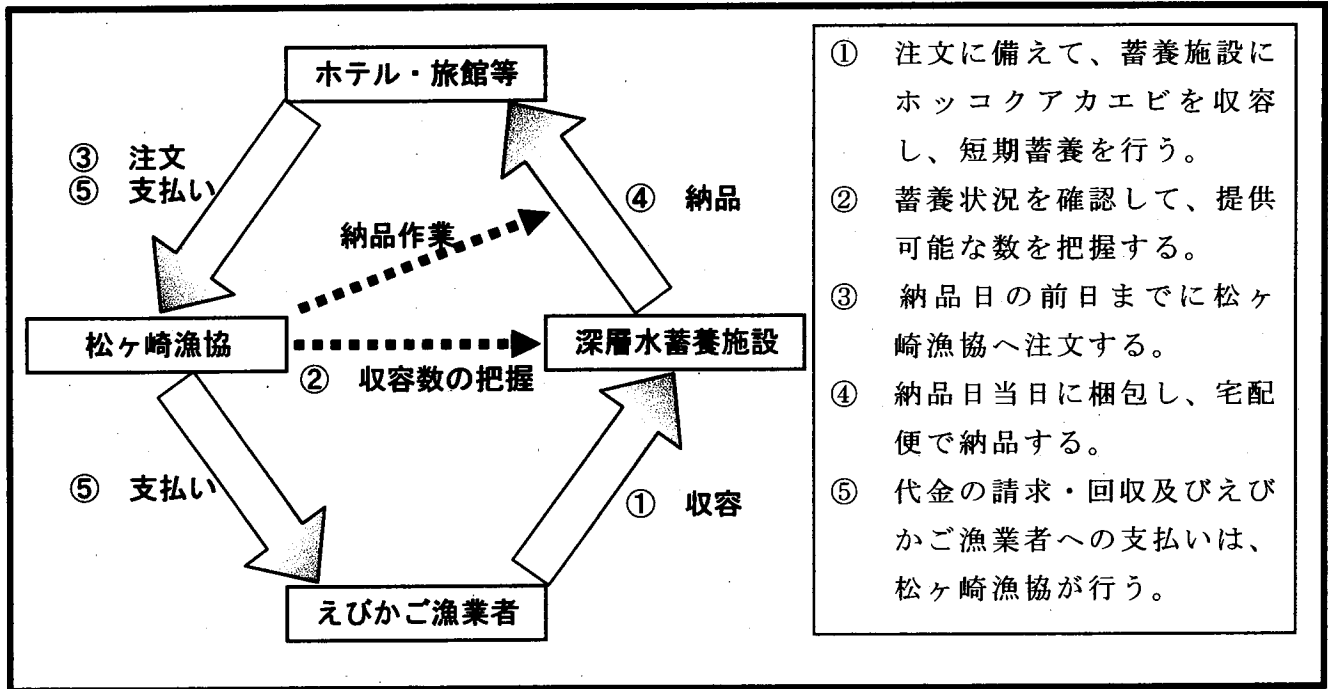 ホテル・旅館等
③ 注文
⑤ 支払い
④ 納品
納品作業
松ヶ崎漁協
深層水蓄養施設
② 収容数の把握
⑤ 支払い
① 収容
えびかご漁業者
① 注文に備えて、蓄養施設に
ホッコクアカエビを収容
し、短期蓄養を行う。
② 蓄養状況を確認して、提供
可能な数を把握する。
③ 納品日の前日までに松ヶ
崎漁協へ注文する。
④ 納品日当日に梱包し、宅配
便で納品する。
⑤ 代金の請求・回収及びえび
かご漁業者への支払いは、
松ヶ崎漁協が行う。